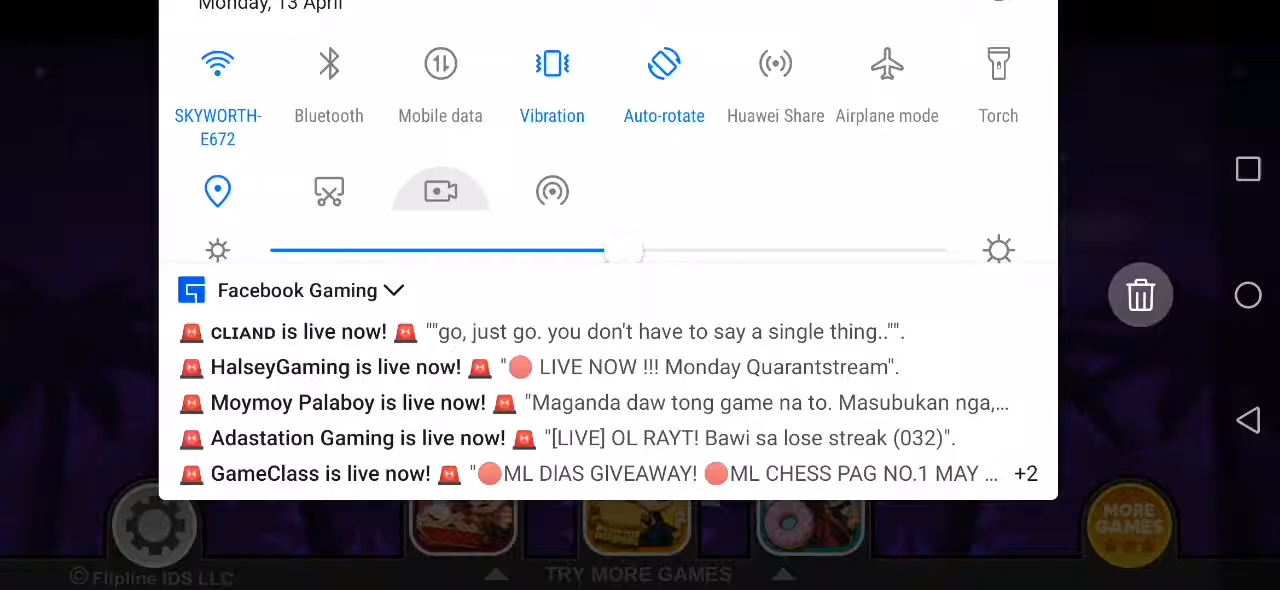 Monday, 13 April
SKYWORTH-
E672
Bluetooth
Mobile data
Vibration
Auto-rotate
Huawei Share
Airplane mode
Torch
Facebook Gaming
🚨 ᴄʟɪᴀɴᴅ is live now! 🚨 ""go, just go. you don't have to say a single thing.."".
🚨 HalseyGaming is live now! 🚨 "🔴 LIVE NOW !!! Monday Quarantstream".
🚨 Moymoy Palaboy is live now! 🚨 "Maganda daw tong game na to. Masubukan nga,...
🚨 Adastation Gaming is live now! 🚨 "[LIVE] OL RAYT! Bawi sa lose streak (032)".
🚨 GameClass is live now! 🚨 "🔴ML DIAS GIVEAWAY! 🔴ML CHESS PAG NO.1 MAY ... +2
MORE
GAMES
© Flipline IDS LLC
TRY MORE GAMES